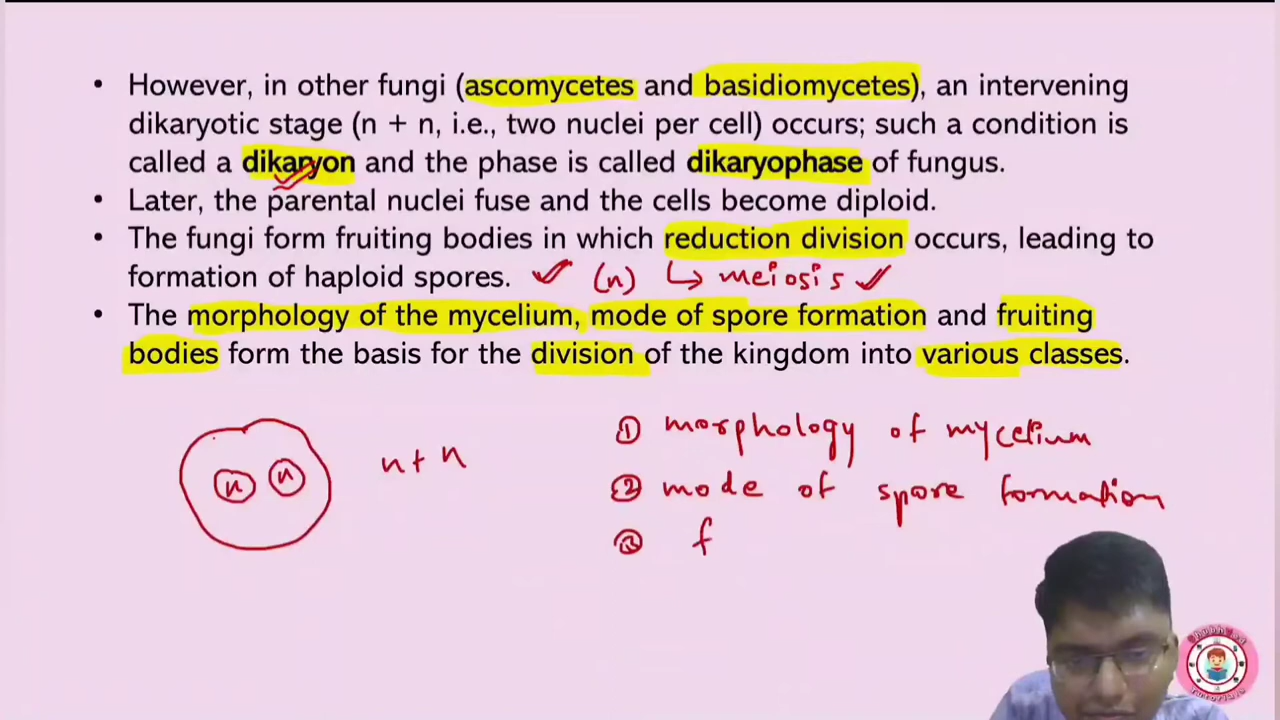 • However, in other fungi (ascomycetes and basidiomycetes), an intervening
dikaryotic stage (n + n, i.e., two nuclei per cell) occurs; such a condition is
called a dikaryon and the phase is called dikaryophase of fungus.
• Later, the parental nuclei fuse and the cells become diploid.
• The fungi form fruiting bodies in which reduction division occurs, leading to
formation of haploid spores. (n) ↳ meiosis
• The morphology of the mycelium, mode of spore formation and fruiting
bodies form the basis for the division of the kingdom into various classes.
① morphology of mycelium
n n n + n
② mode of spore formation
③ f